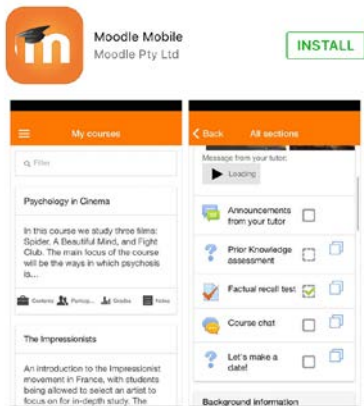 Moodle Mobile
Moodle Pty Ltd
INSTALL
My courses
Filter
Psychology in Cinema
In this course we study three films:
Spider, A Beautiful Mind, and Fight
Club. The main focus of the course
will be the ways in which psychosis
is...
Contents Particip... Grades Notes
The Impressionists
An introduction to the Impressionist
movement in France, with students
being allowed to select an artist to
focus on for in-depth study. The
Back All sections
Message from your tutor:
Loading
Announcements
from your tutor
Prior Knowledge
assessment
Factual recall test
Course chat
Let's make a
date!
Background information